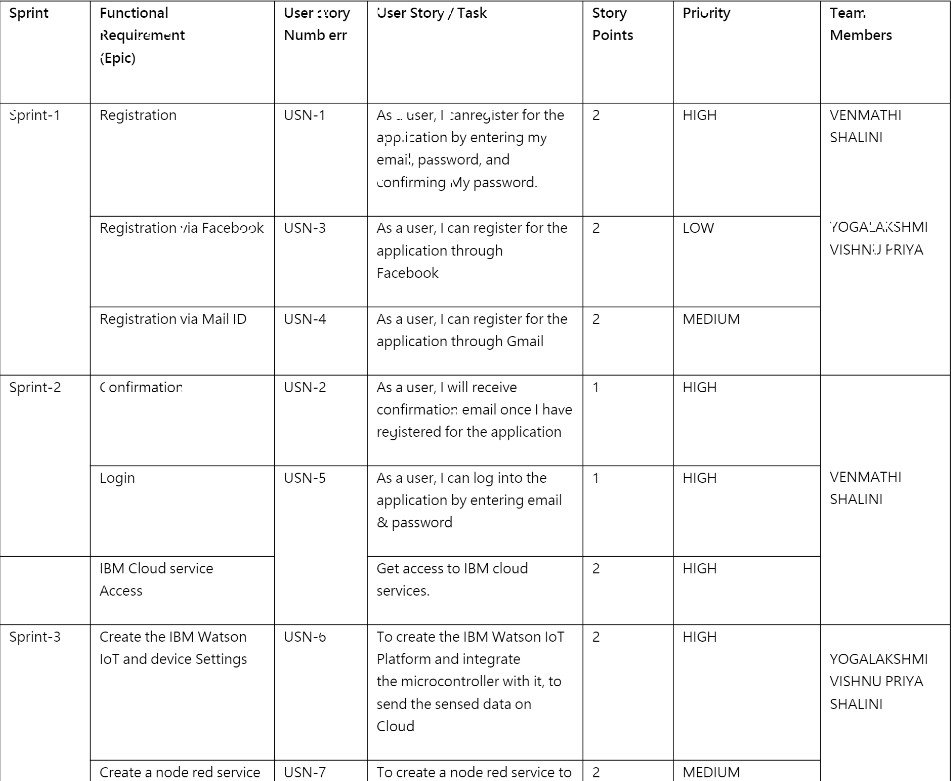 Sprint
Functional
Requirement
(Epic)
User Story
Numb err
User Story / Task
Story
Points
Priority
Team
Members
Sprint-1
Registration
USN-1
As a user, I canregister for the
application by entering my
email, password, and
confirming My password.
2
HIGH
VENMATHI
SHALINI
Registration via Facebook
USN-3
As a user, I can register for the
application through
Facebook
2
LOW
YOGALAKSHMI
VISHNU PRIYA
Registration via Mail ID
USN-4
As a user, I can register for the
application through Gmail
2
MEDIUM
Sprint-2
Confirmation
USN-2
As a user, I will receive
confirmation email once I have
registered for the application
1
HIGH
Login
USN-5
As a user, I can log into the
application by entering email
& password
1
HIGH
VENMATHI
SHALINI
IBM Cloud service
Access
Get access to IBM cloud
services.
2
HIGH
Sprint-3
Create the IBM Watson
IoT and device Settings
USN-6
To create the IBM Watson IoT
Platform and integrate
the microcontroller with it, to
send the sensed data on
Cloud
2
HIGH
YOGALAKSHMI
VISHNU PRIYA
SHALINI
Create a node red service
USN-7
To create a node red service to
2
MEDIUM